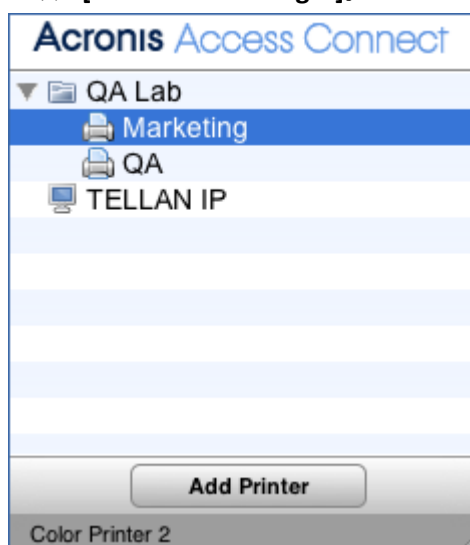 Acronis Access Connect
QA Lab
Marketing
QA
TELLAN IP
Add Printer
Color Printer 2